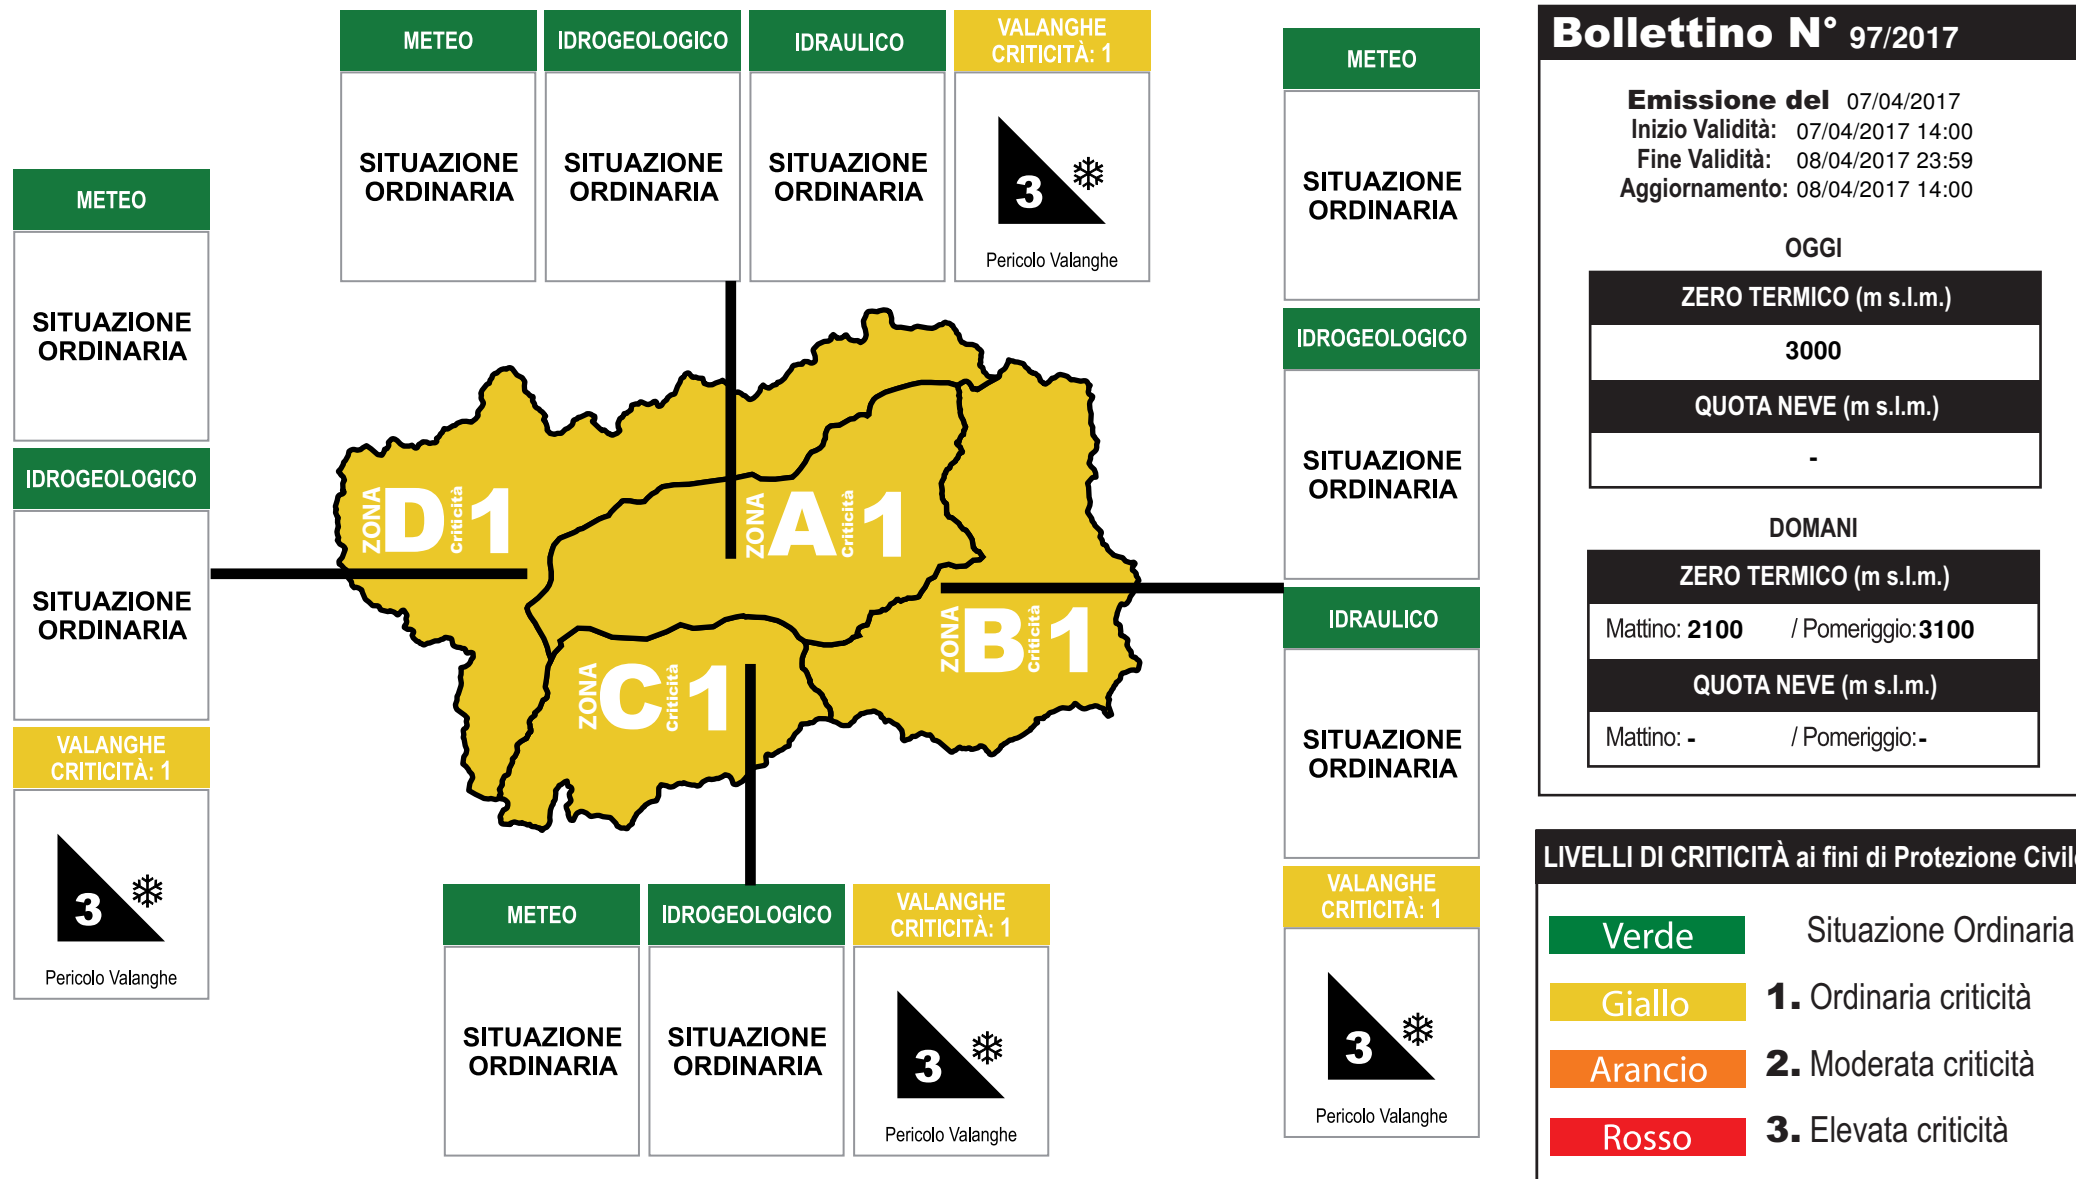 METEO
IDROGEOLOGICO
IDRAULICO
VALANGHE
CRITICITÀ: 1
SITUAZIONE
ORDINARIA
SITUAZIONE
ORDINARIA
SITUAZIONE
ORDINARIA
3
Pericolo Valanghe
METEO
SITUAZIONE
ORDINARIA
IDROGEOLOGICO
SITUAZIONE
ORDINARIA
VALANGHE
CRITICITÀ: 1
3
Pericolo Valanghe
ZONA D Criticità 1
ZONA A Criticità 1
ZONA B Criticità 1
ZONA C Criticità 1
METEO
IDROGEOLOGICO
VALANGHE
CRITICITÀ: 1
SITUAZIONE
ORDINARIA
SITUAZIONE
ORDINARIA
3
Pericolo Valanghe
METEO
SITUAZIONE
ORDINARIA
IDROGEOLOGICO
SITUAZIONE
ORDINARIA
IDRAULICO
SITUAZIONE
ORDINARIA
VALANGHE
CRITICITÀ: 1
3
Pericolo Valanghe
Bollettino N° 97/2017
Emissione del 07/04/2017
Inizio Validità: 07/04/2017 14:00
Fine Validità: 08/04/2017 23:59
Aggiornamento: 08/04/2017 14:00
OGGI
ZERO TERMICO (m s.l.m.)
3000
QUOTA NEVE (m s.l.m.)
-
DOMANI
ZERO TERMICO (m s.l.m.)
Mattino: 2100 / Pomeriggio: 3100
QUOTA NEVE (m s.l.m.)
Mattino: - / Pomeriggio: -
LIVELLI DI CRITICITÀ ai fini di Protezione Civile
Verde Situazione Ordinaria
Giallo 1. Ordinaria criticità
Arancio 2. Moderata criticità
Rosso 3. Elevata criticità